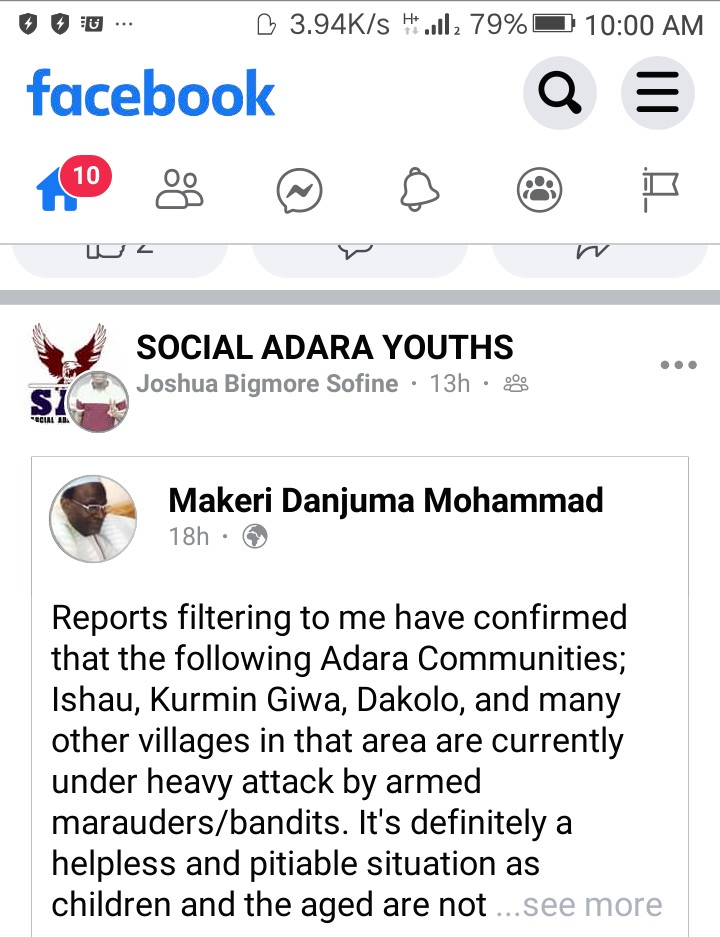 3.94K/s H+ 2 79% 10:00 AM
facebook
10
2
SOCIAL ADARA YOUTHS
Joshua Bigmore Sofine · 13h ·
Makeri Danjuma Mohammad
18h ·
Reports filtering to me have confirmed
that the following Adara Communities;
Ishau, Kurmin Giwa, Dakolo, and many
other villages in that area are currently
under heavy attack by armed
marauders/bandits. It's definitely a
helpless and pitiable situation as
children and the aged are not ...see more